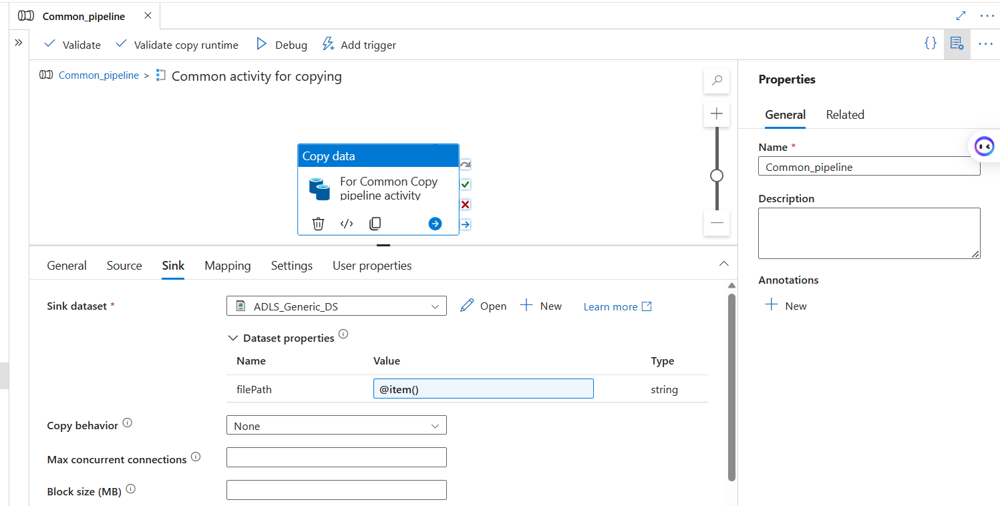 Common_pipeline
Validate Validate copy runtime Debug Add trigger
Common_pipeline > Common activity for copying
Copy data
For Common Copy
pipeline activity
General Source Sink Mapping Settings User properties
Sink dataset *
ADLS_Generic_DS
Open New Learn more
Dataset properties
Name Value Type
filePath @item() string
Copy behavior
None
Max concurrent connections
Block size (MB)
Properties
General Related
Name *
Common_pipeline
Description
Annotations
New